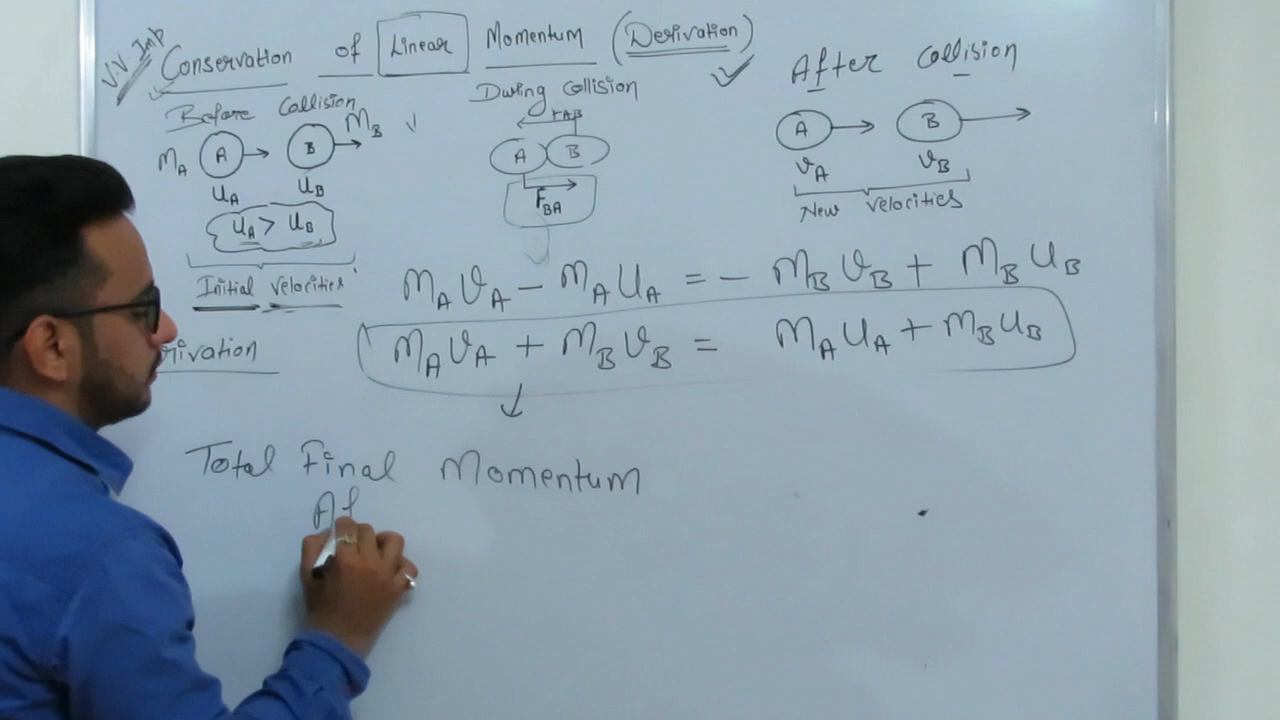 V.V.Imp Conservation of Linear Momentum (Derivation)
Before Collision
M_A A B M_B
U_A U_B
U_A > U_B
Initial velocities
During Collision
F_AB
A B
F_BA
After Collision
A B
v_A v_B
New velocities
M_A v_A - M_A U_A = - M_B v_B + M_B U_B
rivation
M_A v_A + M_B v_B = M_A U_A + M_B U_B
Total Final Momentum
Af